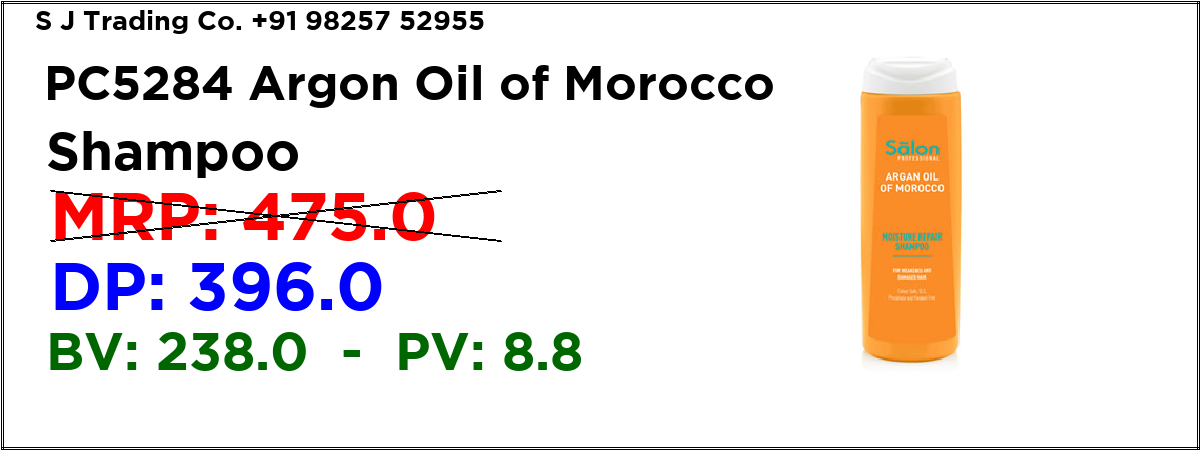 S J Trading Co. +91 98257 52955
PC5284 Argon Oil of Morocco
Shampoo
MRP: 475.0
DP: 396.0
BV: 238.0 - PV: 8.8
Sālon
PROFESSIONAL
ARGAN OIL
OF MOROCCO
MOISTURE REPAIR
SHAMPOO
FOR WEAKENED AND
DAMAGED HAIR